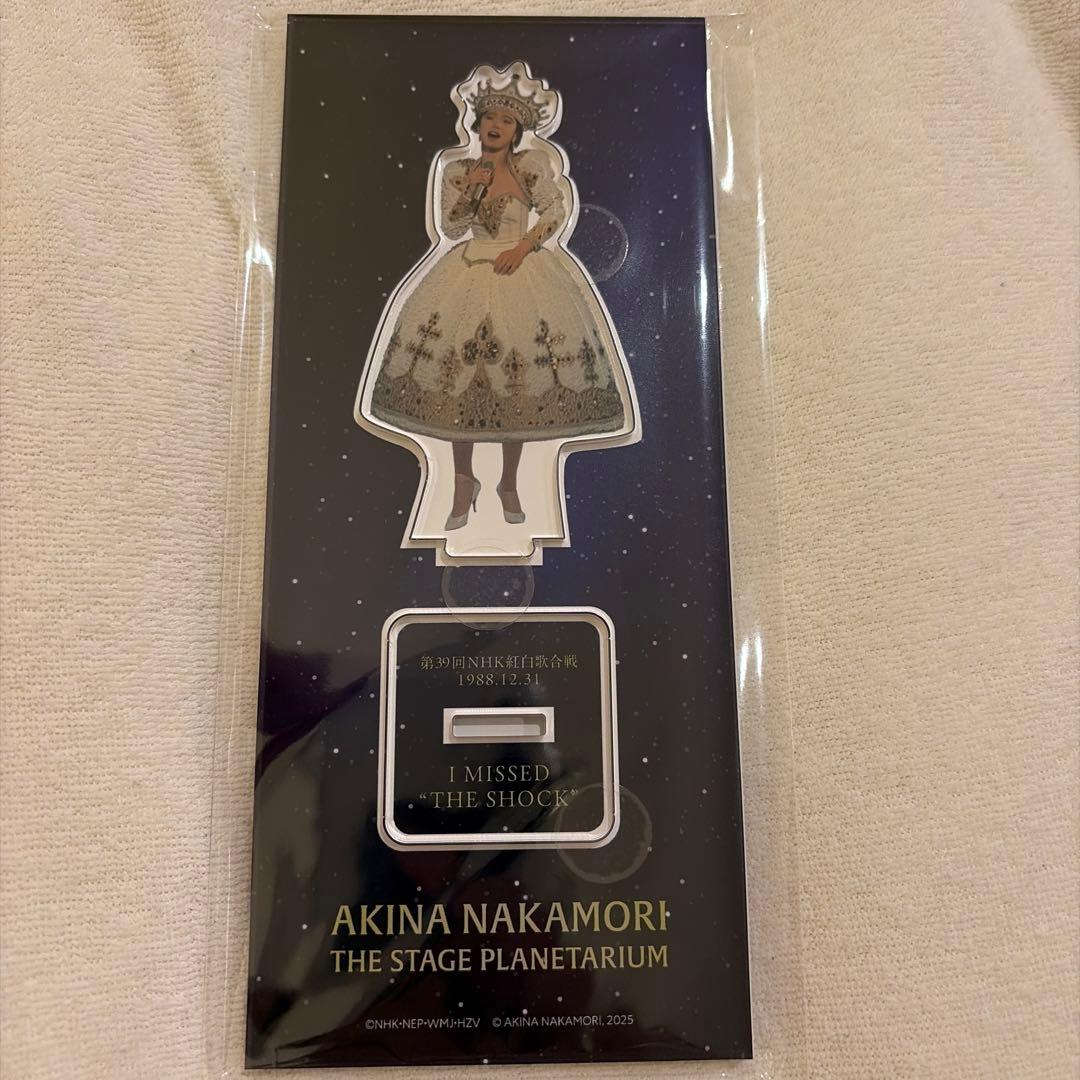 第39回NHK紅白歌合戦
1988.12.31
I MISSED
“THE SHOCK”
AKINA NAKAMORI
THE STAGE PLANETARIUM
©NHK・NEP・WMJ・HZV © AKINA NAKAMORI, 2025